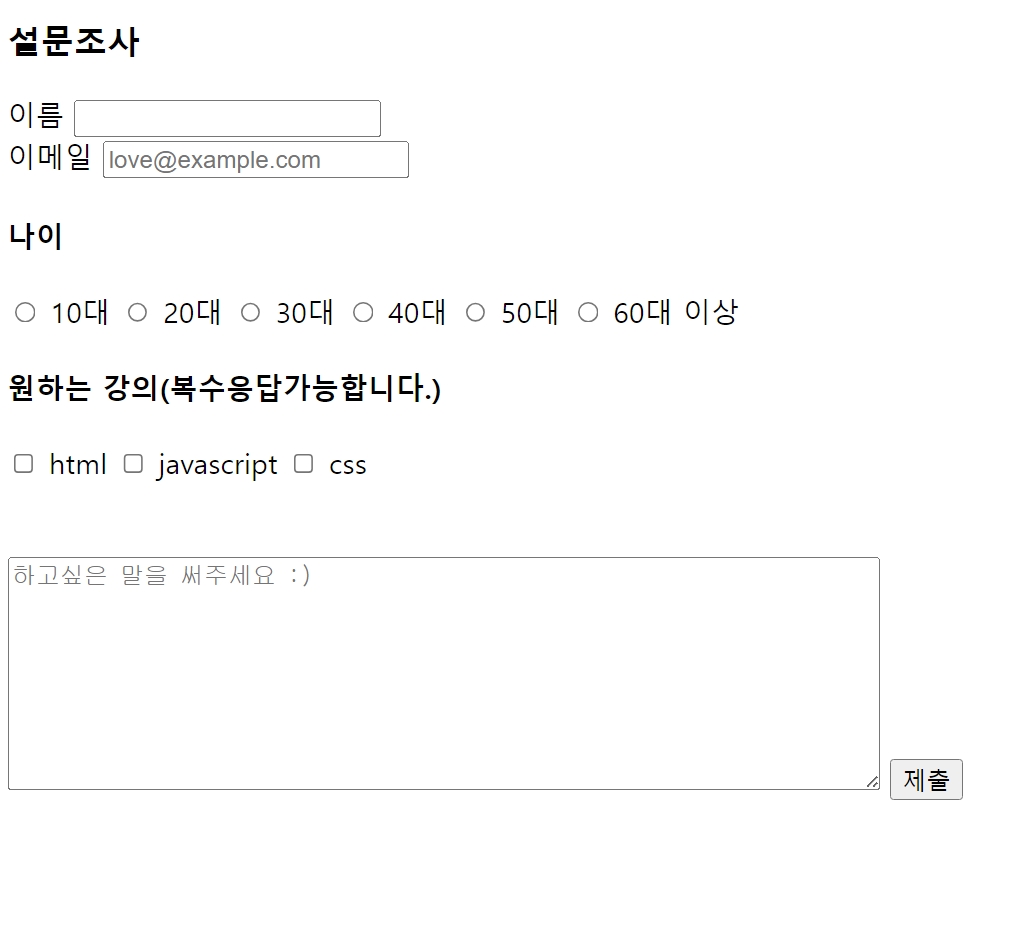 설문조사
이름
이메일 love@example.com
나이
10대 20대 30대 40대 50대 60대 이상
원하는 강의(복수응답가능합니다.)
html javascript css
하고싶은 말을 써주세요 :)
제출